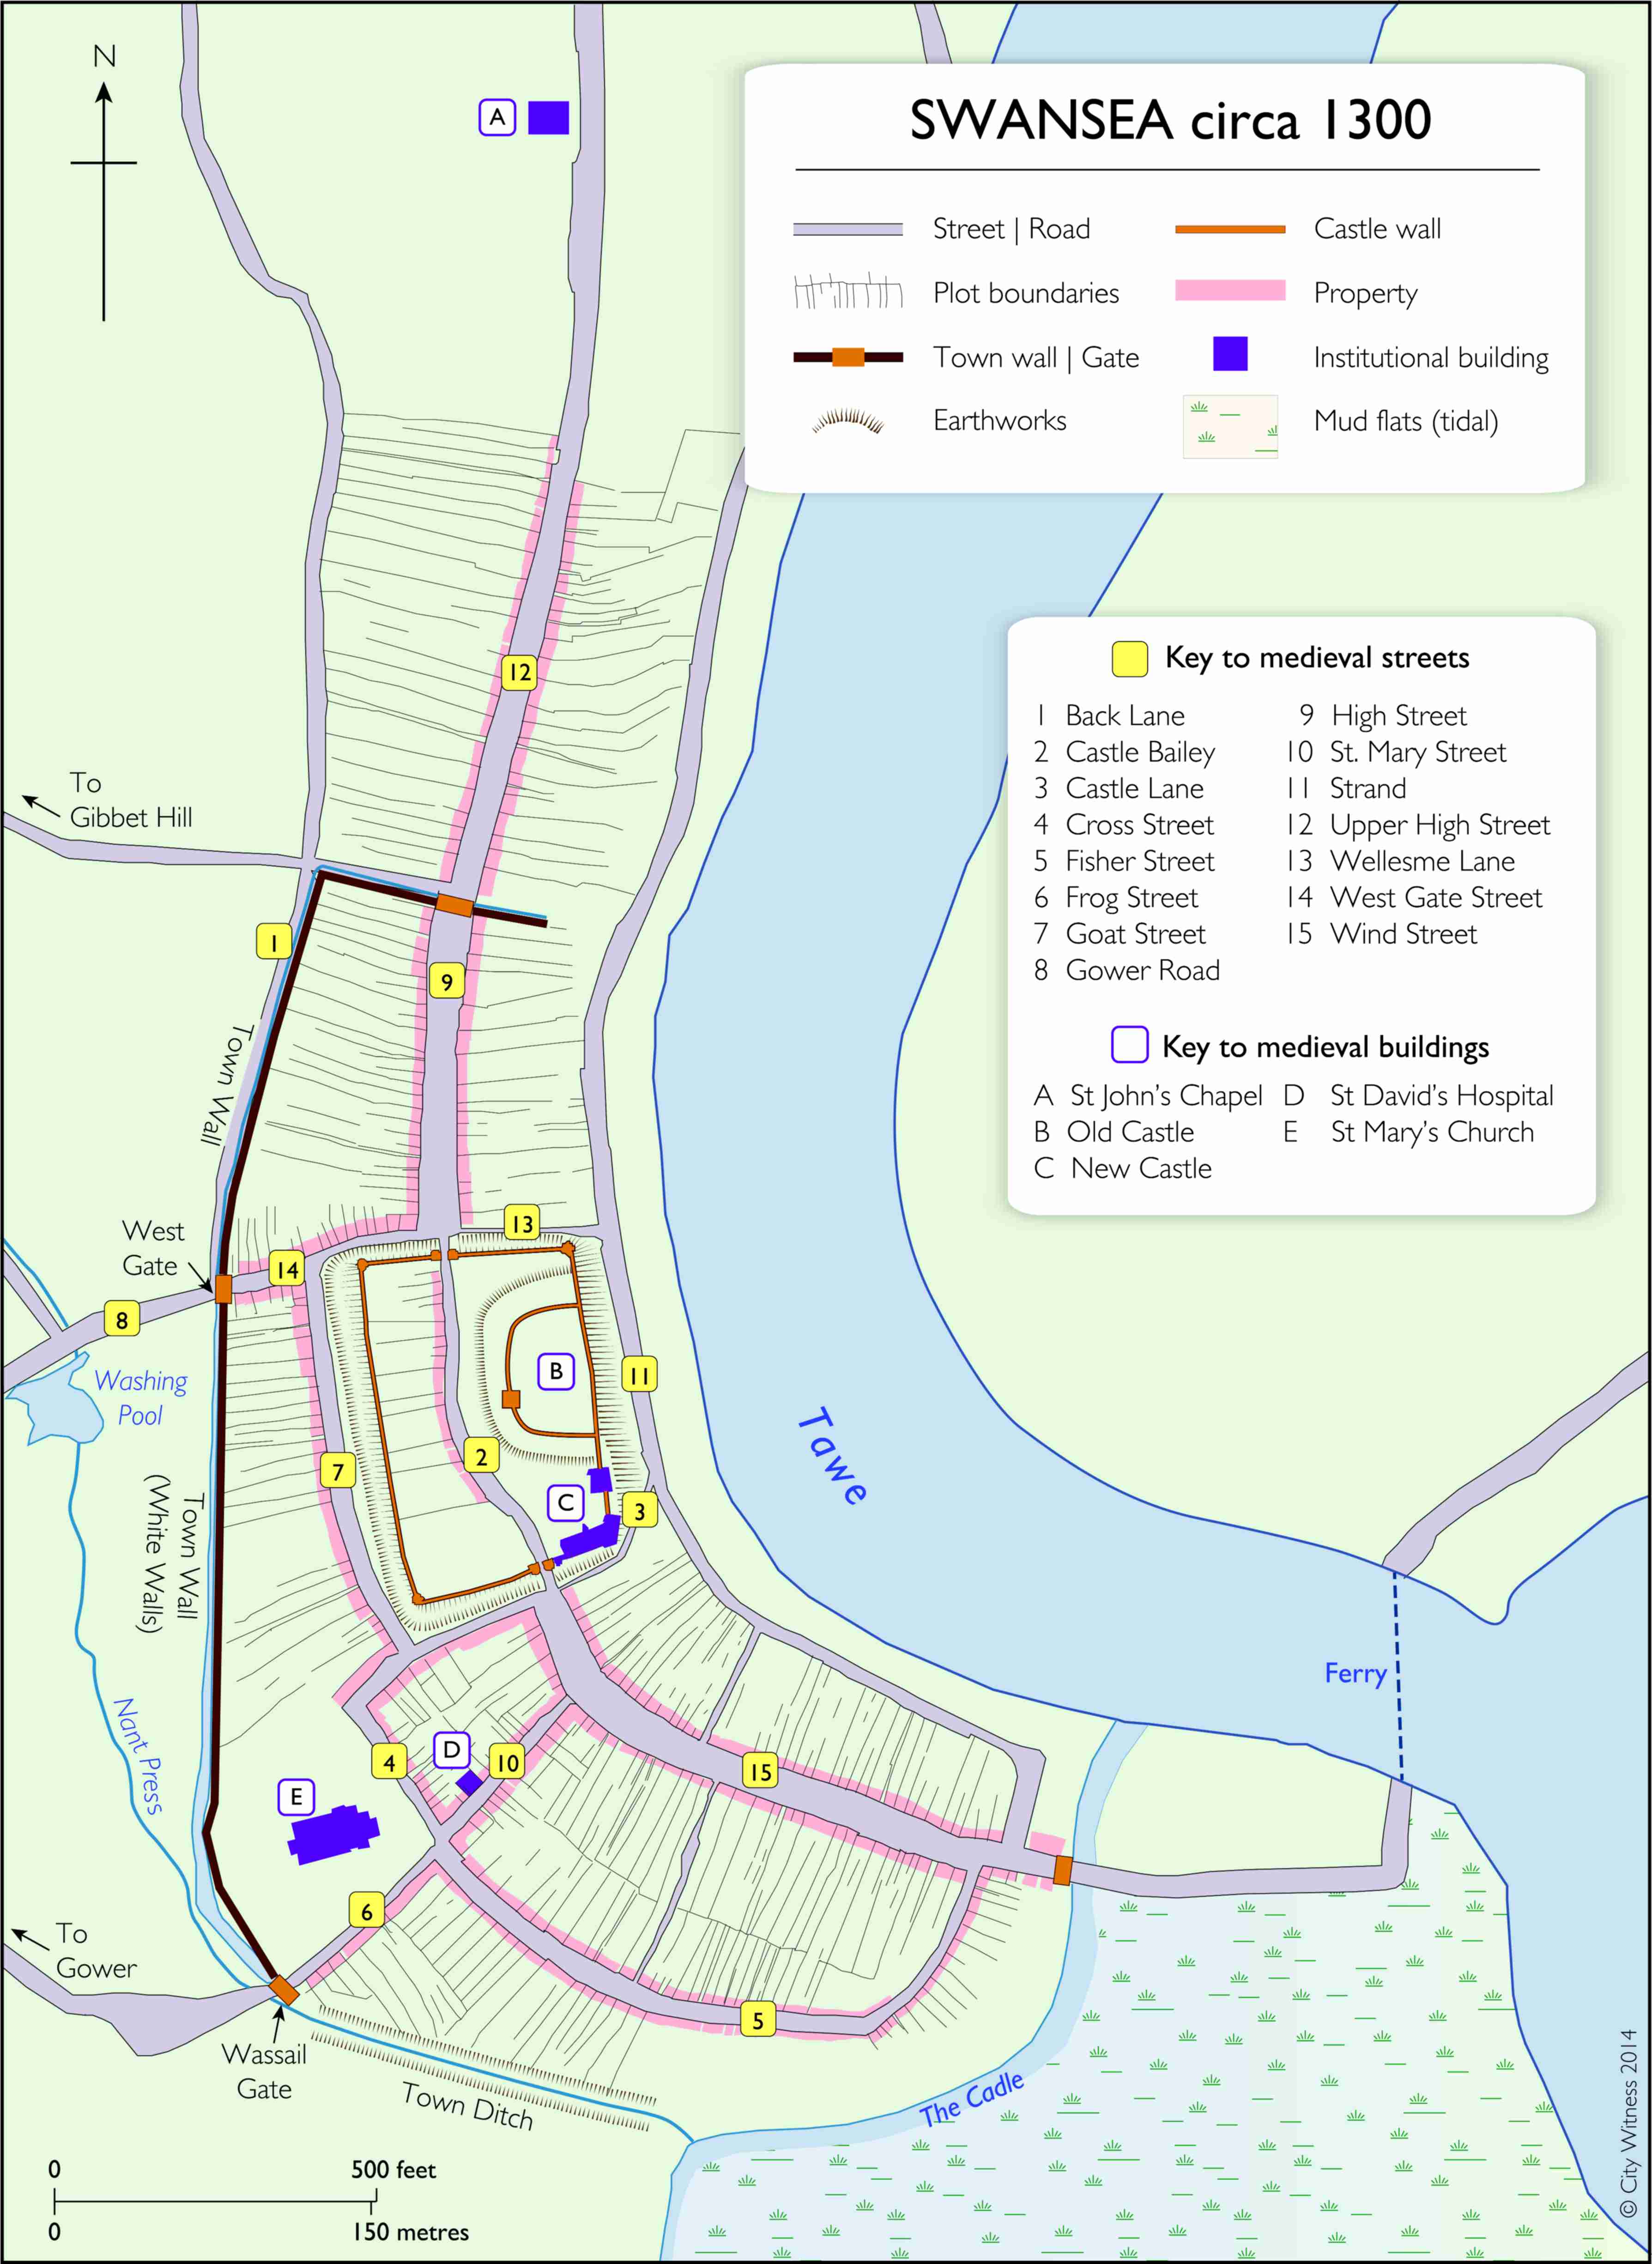 N
A
SWANSEA circa 1300
Street | Road
Castle wall
Plot boundaries
Property
Town wall | Gate
Institutional building
Earthworks
Mud flats (tidal)
12
Key to medieval streets
1 Back Lane
2 Castle Bailey
3 Castle Lane
4 Cross Street
5 Fisher Street
6 Frog Street
7 Goat Street
8 Gower Road
9 High Street
10 St. Mary Street
11 Strand
12 Upper High Street
13 Wellesme Lane
14 West Gate Street
15 Wind Street
Key to medieval buildings
A St John's Chapel
B Old Castle
C New Castle
D St David's Hospital
E St Mary's Church
To
Gibbet Hill
1
9
Town Wall
West
Gate
13
14
8
Washing
Pool
B
11
2
7
C
3
Tawe
Town Wall
(White Walls)
Ferry
Nant Press
4
D
10
15
E
6
To
Gower
5
Wassail
Gate
Town Ditch
The Cadle
0
500 feet
0
150 metres
© City Witness 2014